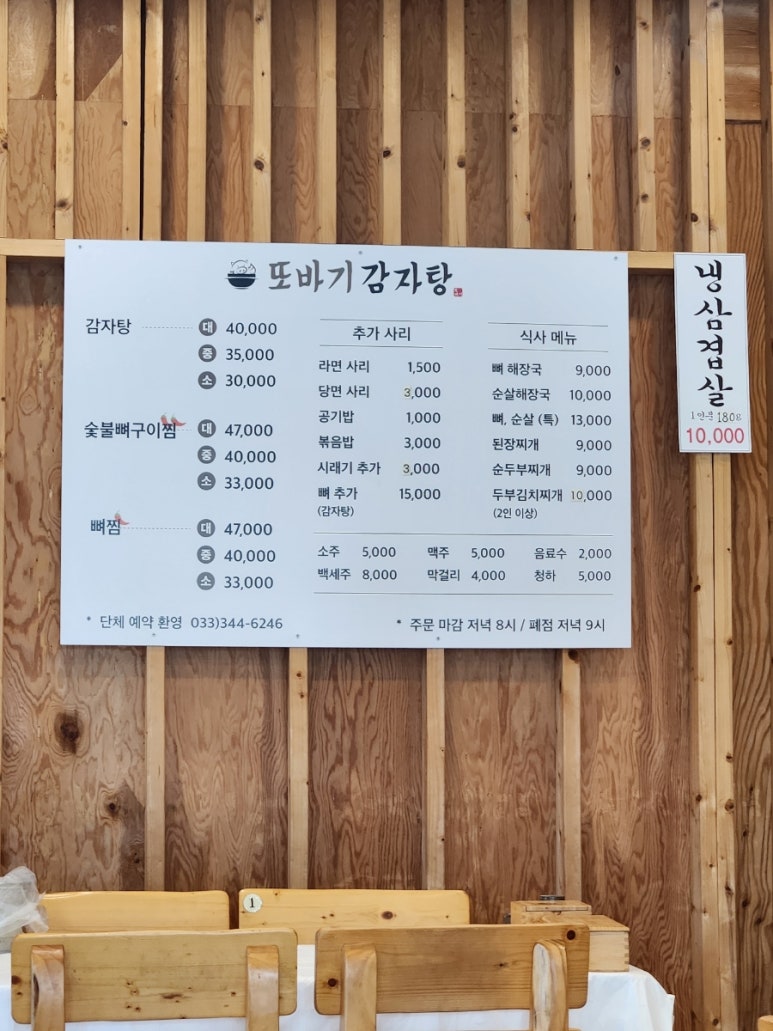 또바기 감자탕
감자탕 대 40,000
중 35,000
소 30,000
숯불뼈구이찜 대 47,000
중 40,000
소 33,000
뼈찜 대 47,000
중 40,000
소 33,000
추가 사리
라면 사리 1,500
당면 사리 3,000
공기밥 1,000
볶음밥 3,000
시래기 추가 3,000
뼈 추가 15,000
(감자탕)
식사 메뉴
뼈 해장국 9,000
순살해장국 10,000
뼈, 순살 (특) 13,000
된장찌개 9,000
순두부찌개 9,000
두부김치찌개 10,000
(2인 이상)
소주 5,000 맥주 5,000 음료수 2,000
백세주 8,000 막걸리 4,000 청하 5,000
* 단체 예약 환영 033)344-6246
* 주문 마감 저녁 8시 / 폐점 저녁 9시
냉삼겹살
1인분 180g
10,000
1